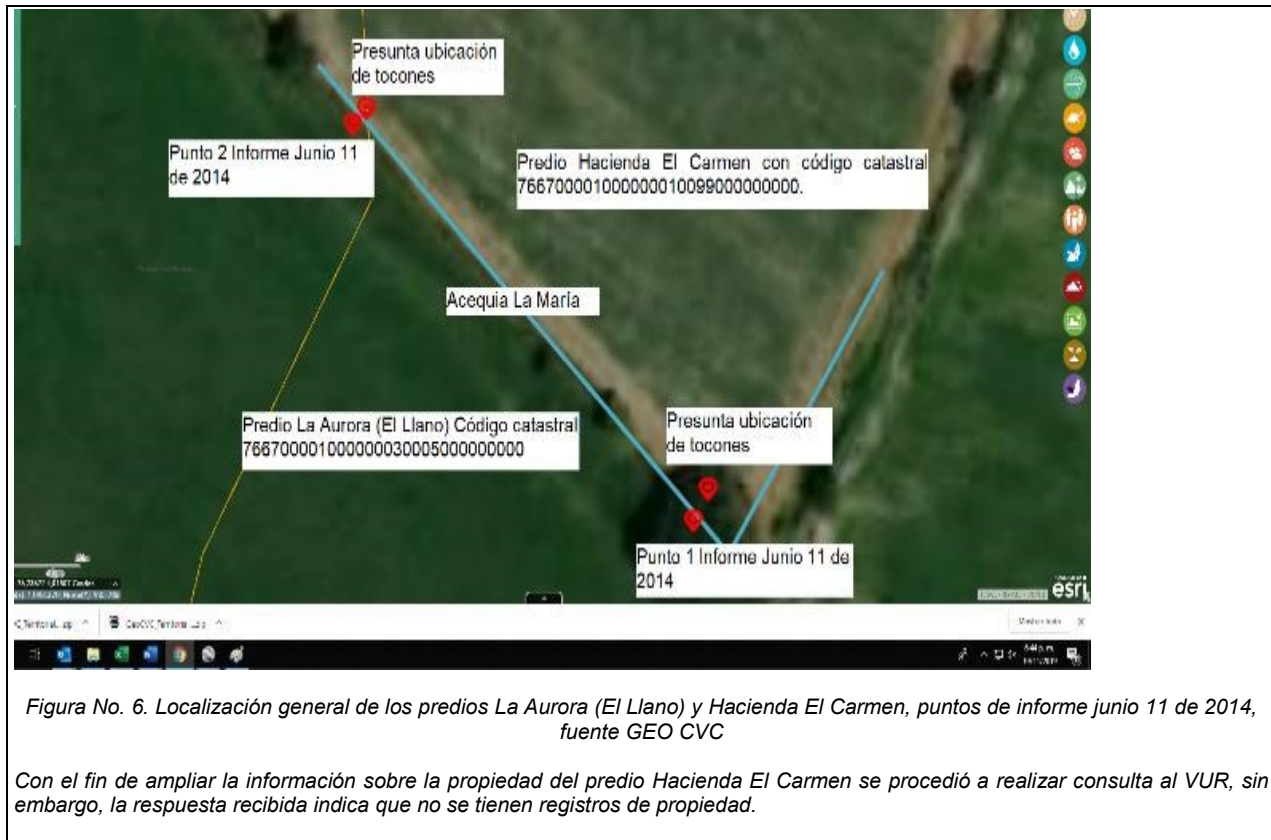 Presunta ubicación
de tocones
Punto 2 Informe Junio 11
de 2014
Predio Hacienda El Carmen con código catastral
766700001000000010099000000000.
Acequia La María
Predio La Aurora (El Llano) Código catastral
766700001000000030005000000000
Presunta ubicación
de tocones
Punto 1 Informe Junio 11 de
2014
esri
Figura No. 6. Localización general de los predios La Aurora (El Llano) y Hacienda El Carmen, puntos de informe junio 11 de 2014,
fuente GEO CVC
Con el fin de ampliar la información sobre la propiedad del predio Hacienda El Carmen se procedió a realizar consulta al VUR, sin
embargo, la respuesta recibida indica que no se tienen registros de propiedad.